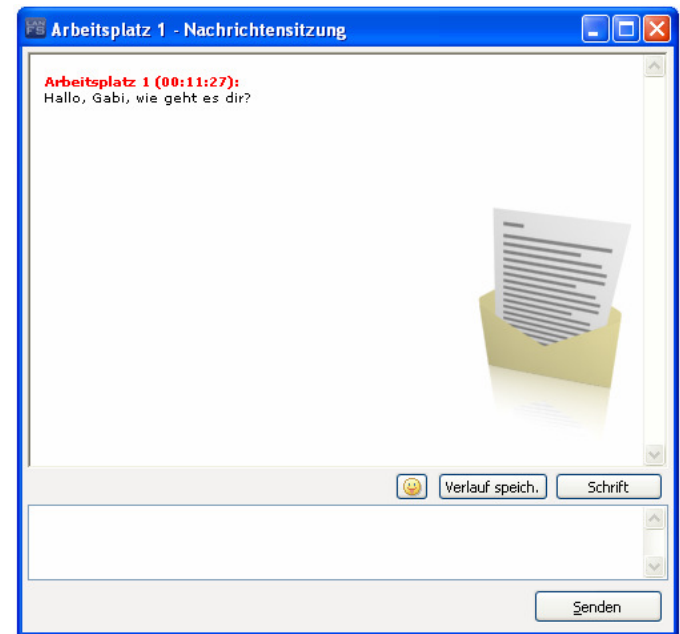 Arbeitsplatz 1 - Nachrichtensitzung
Arbeitsplatz 1 (00:11:27):
Hallo, Gabi, wie geht es dir?
Verlauf speich.
Schrift
Senden